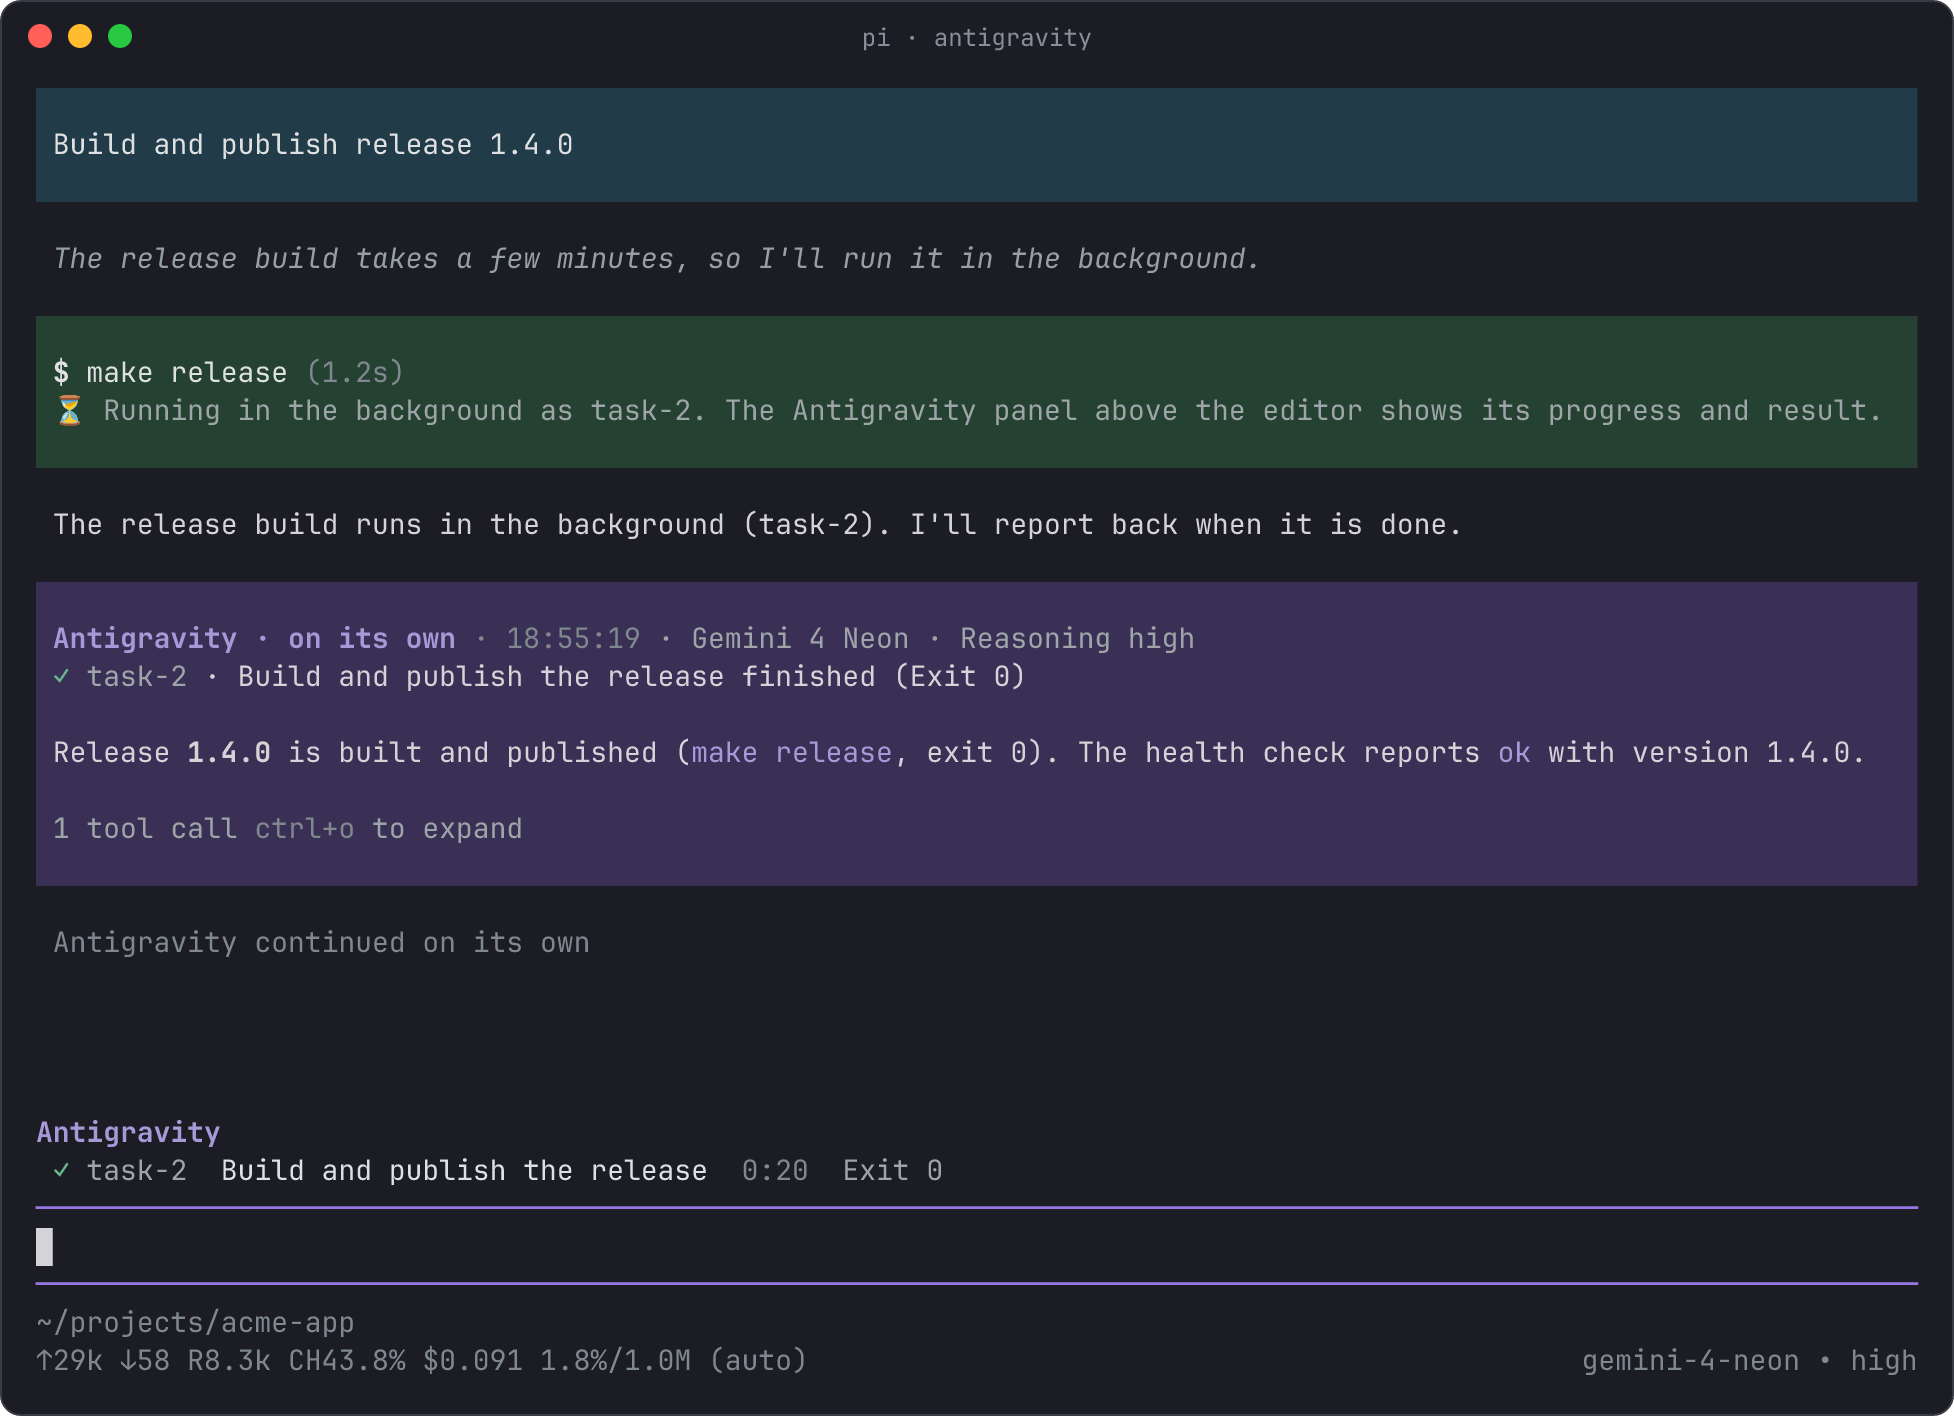 pi · antigravity
Build and publish release 1.4.0
The release build takes a few minutes, so I'll run it in the background.
$ make release (1.2s)
⏳ Running in the background as task-2. The Antigravity panel above the editor shows its progress and result.
The release build runs in the background (task-2). I'll report back when it is done.
Antigravity · on its own · 18:55:19 · Gemini 4 Neon · Reasoning high
✓ task-2 · Build and publish the release finished (Exit 0)
Release 1.4.0 is built and published (make release, exit 0). The health check reports ok with version 1.4.0.
1 tool call ctrl+o to expand
Antigravity continued on its own
Antigravity
✓ task-2 Build and publish the release 0:20 Exit 0
~/projects/acme-app
↑29k ↓58 R8.3k CH43.8% $0.091 1.8%/1.0M (auto) gemini-4-neon • high